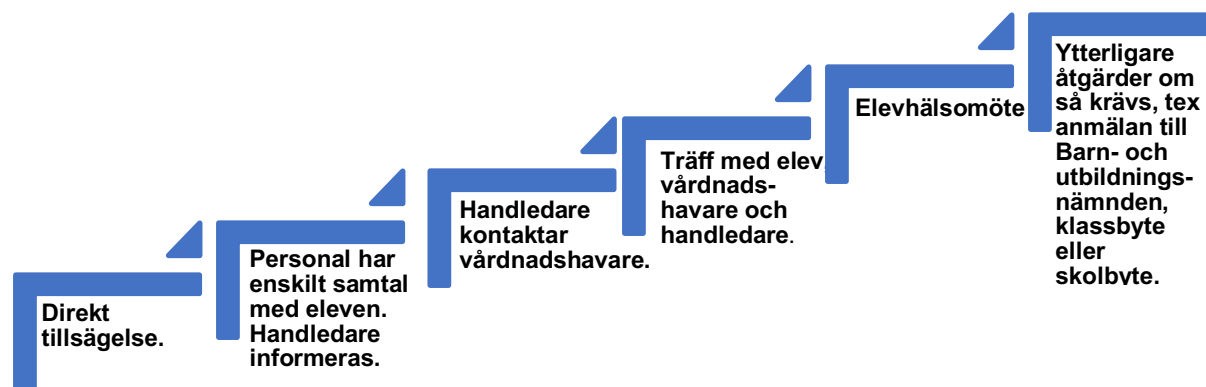 Direkt
tillsägelse.
Personal har
enskilt samtal
med eleven.
Handledare
informeras.
Handledare
kontaktar
vårdnadshavare.
Träff med elev
vårdnads-
havare och
handledare.
Elevhälsomöte
Ytterligare
åtgärder om
så krävs, tex
anmälan till
Barn- och
utbildnings-
nämnden,
klassbyte
eller
skolbyte.